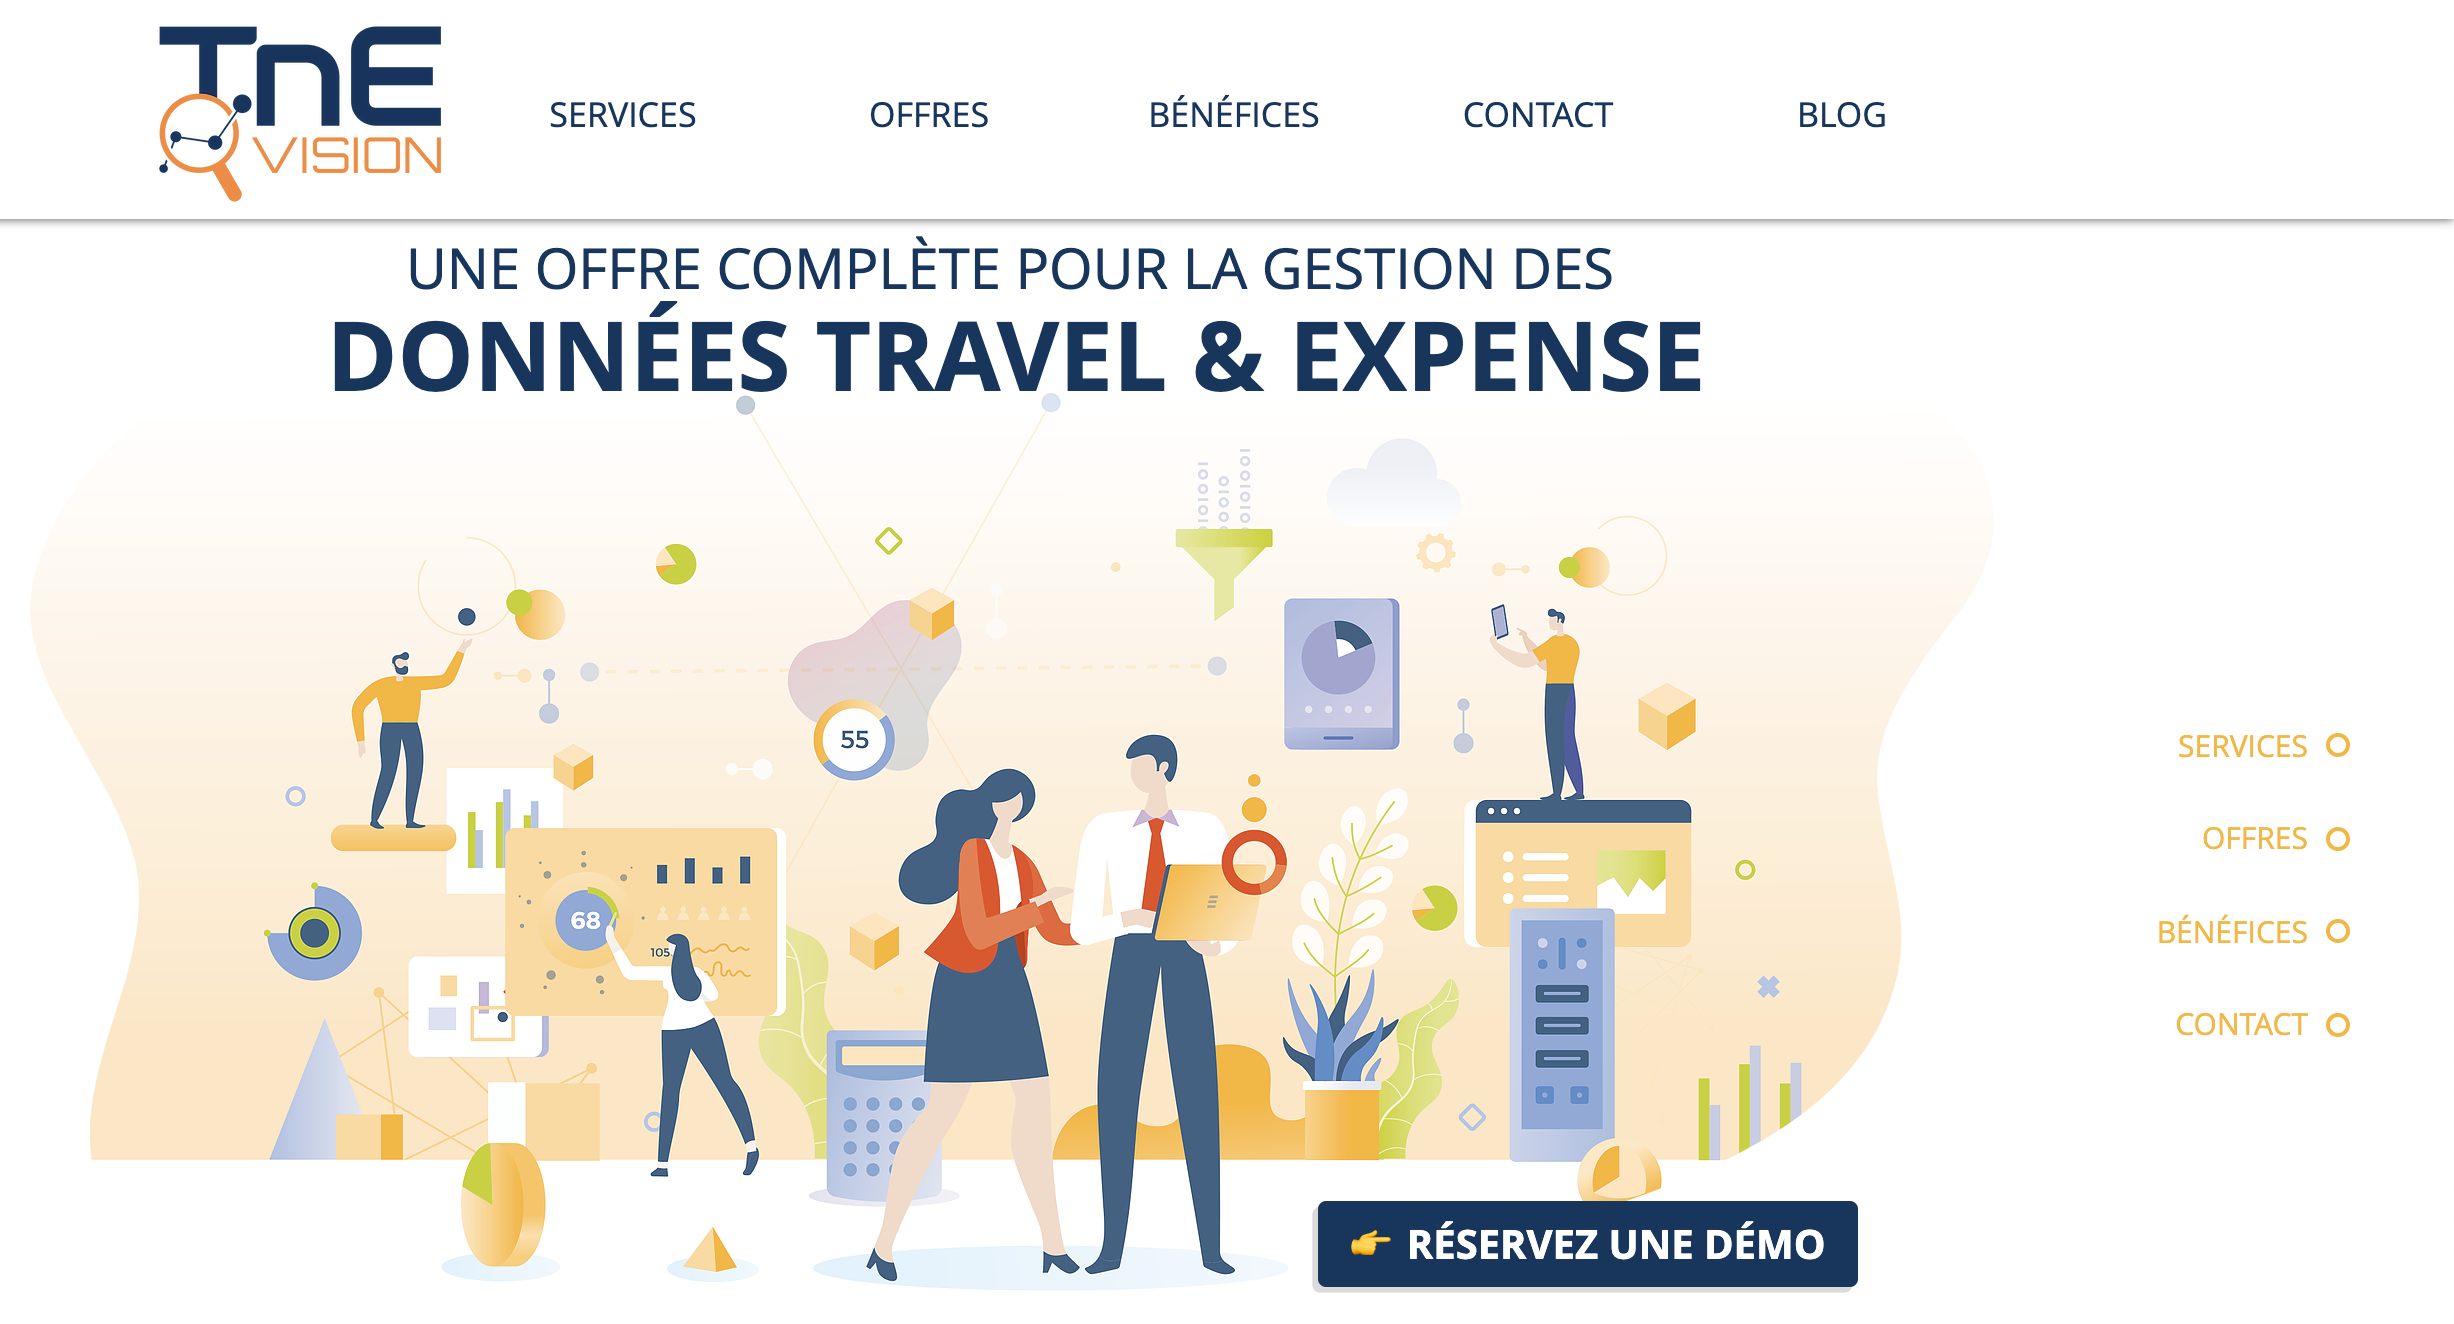 TnE
VISION
SERVICES
OFFRES
BÉNÉFICES
CONTACT
BLOG
UNE OFFRE COMPLÈTE POUR LA GESTION DES
DONNÉES TRAVEL & EXPENSE
55
68
105.
SERVICES
OFFRES
BÉNÉFICES
CONTACT
👉 RÉSERVEZ UNE DÉMO